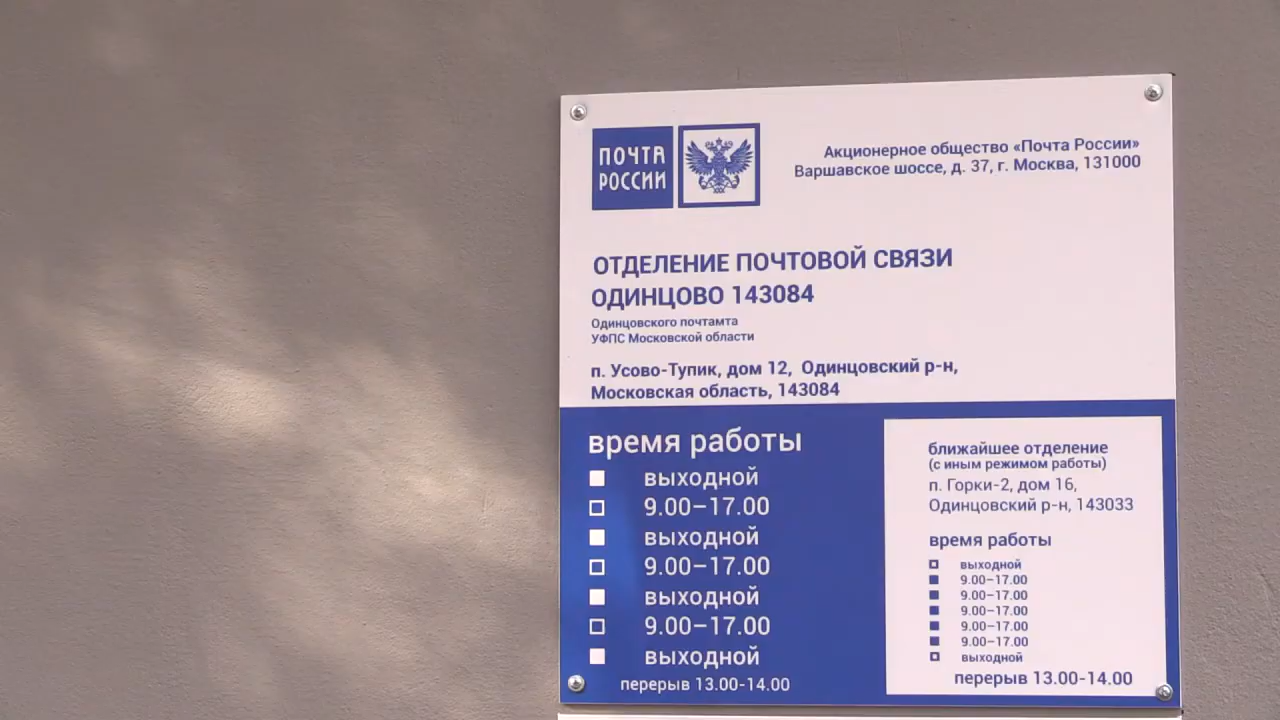 ПОЧТА
РОССИИ
Акционерное общество «Почта России»
Варшавское шоссе, д. 37, г. Москва, 131000
ОТДЕЛЕНИЕ ПОЧТОВОЙ СВЯЗИ
ОДИНЦОВО 143084
Одинцовского почтамта
УФПС Московской области
п. Усово-Тупик, дом 12, Одинцовский р-н,
Московская область, 143084
время работы
выходной
9.00–17.00
выходной
9.00–17.00
выходной
9.00–17.00
выходной
перерыв 13.00-14.00
ближайшее отделение
(с иным режимом работы)
п. Горки-2, дом 16,
Одинцовский р-н, 143033
время работы
выходной
9.00–17.00
9.00–17.00
9.00–17.00
9.00–17.00
9.00–17.00
выходной
перерыв 13.00-14.00